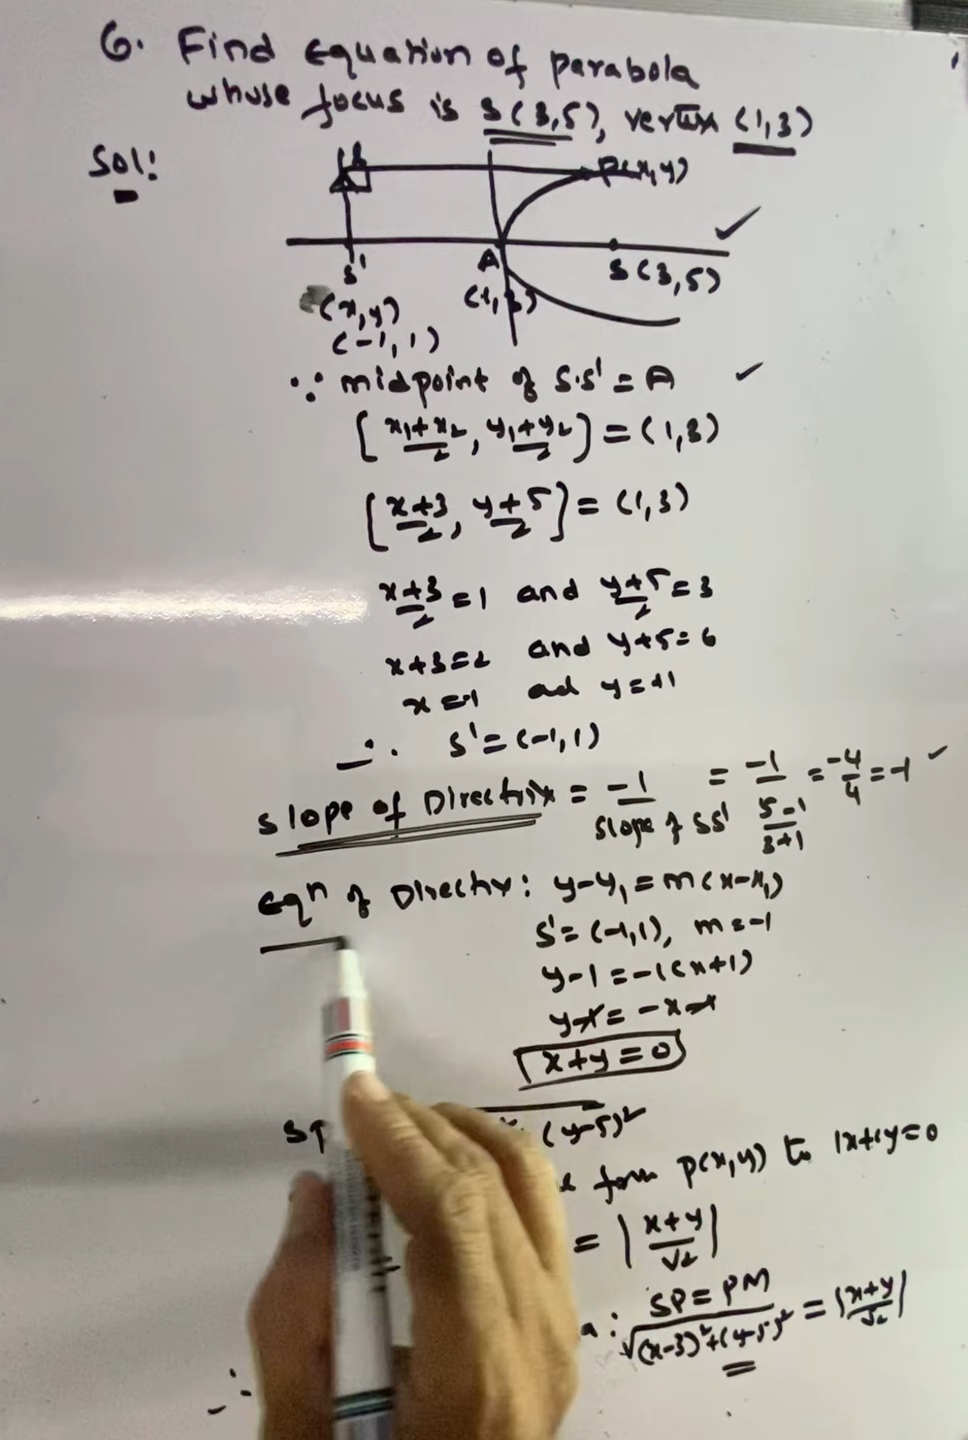 6. Find Equation of parabola
whose focus is S(3,5), vertex (1,3)
Sol:
P(x,y)
S'
A
S(3,5)
(x,y)
(1,3)
(-1,1)
∵ midpoint of S.S' = A
[x₁+x₂/2, y₁+y₂/2] = (1,3)
[x+3/2, y+5/2] = (1,3)
x+3/2 = 1 and y+5/2 = 3
x+3=2 and y+5=6
x=-1 and y=+1
∴ S'=(-1,1)
Slope of Directrix = -1/Slope of SS' = -1/(5-1/3+1) = -4/4 = -1
Eqⁿ of Directrix: y-y₁ = m(x-x₁)
S'=(-1,1), m=-1
y-1 = -1(x+1)
y-1 = -x-1
x+y=0
SP (y-5)²
from P(x,y) to 1x+1y=0
= |x+y/√2|
a: SP = PM
√(x-3)²+(y-5)² = |x+y/√2|
∴